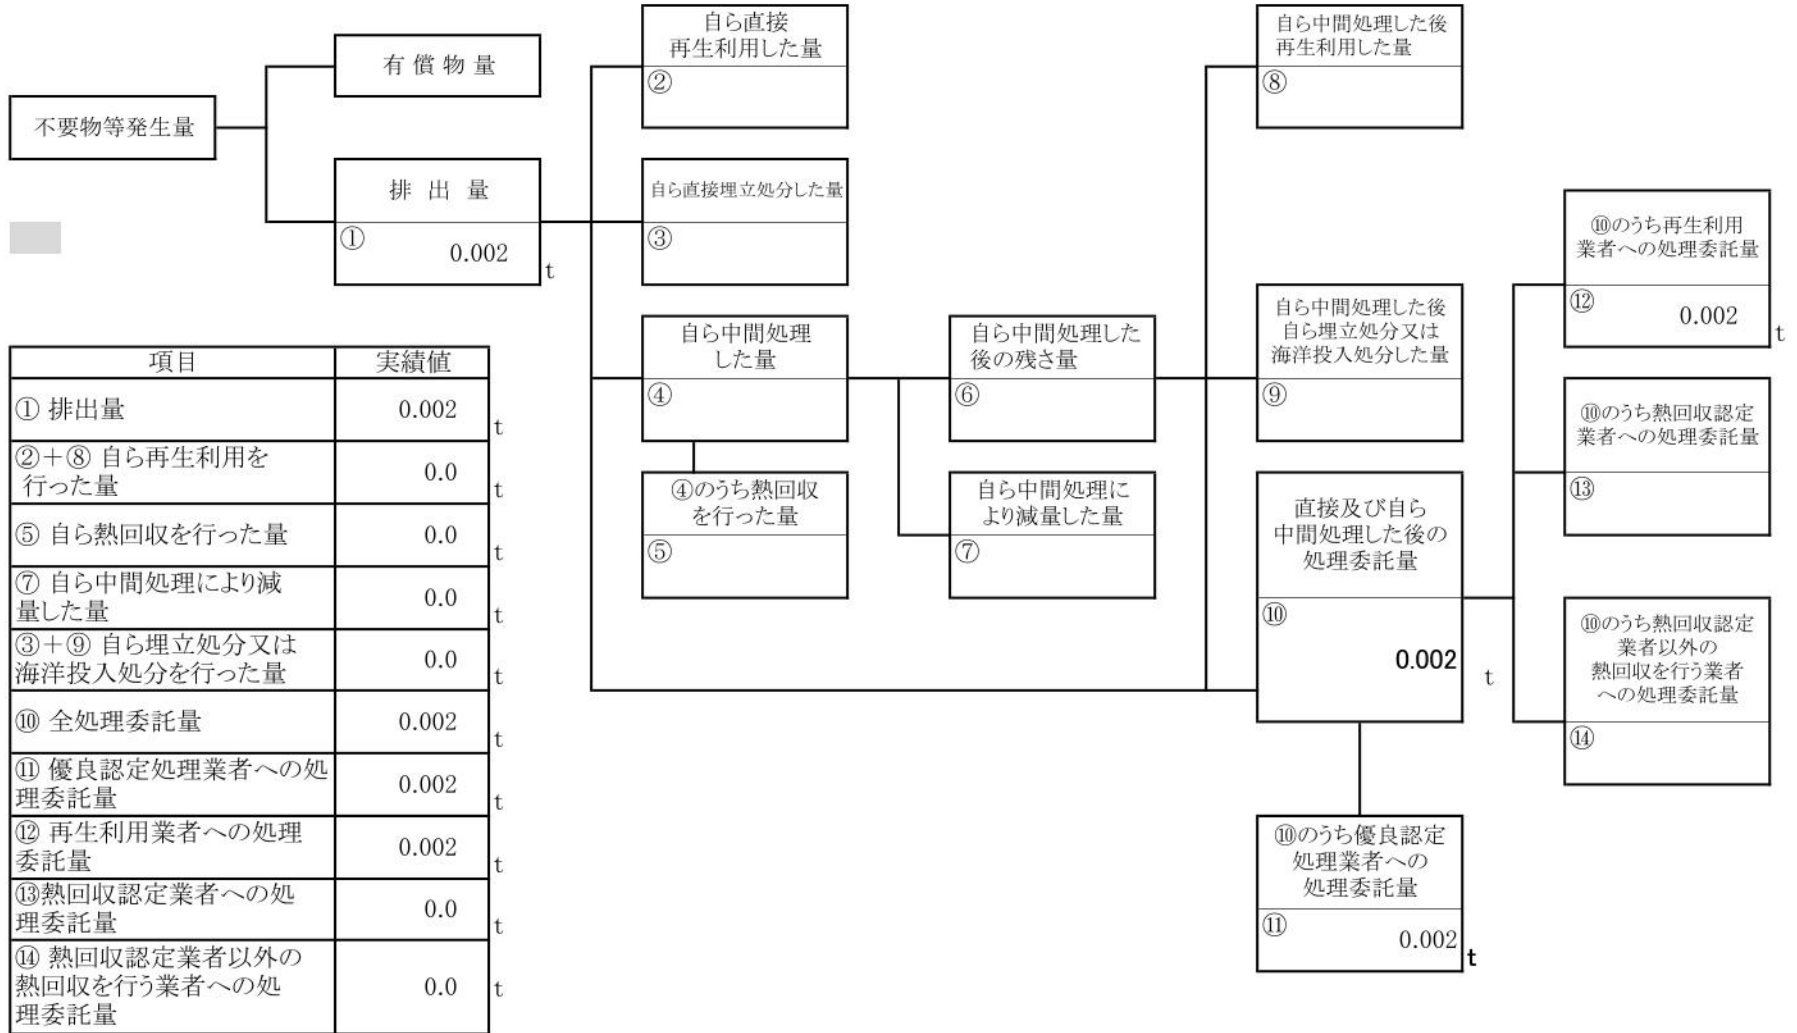 不要物等発生量
有償物量
排出量
①
0.002
t
自ら直接
再生利用した量
②
自ら直接埋立処分した量
③
自ら中間処理
した量
④
④のうち熱回収
を行った量
⑤
自ら中間処理した
後の残さ量
⑥
自ら中間処理に
より減量した量
⑦
自ら中間処理した後
再生利用した量
⑧
自ら中間処理した後
自ら埋立処分又は
海洋投入処分した量
⑨
直接及び自ら
中間処理した後の
処理委託量
⑩
0.002
t
⑩のうち優良認定
処理業者への
処理委託量
⑪
0.002
t
⑩のうち再生利用
業者への処理委託量
⑫
0.002
t
⑩のうち熱回収認定
業者への処理委託量
⑬
⑩のうち熱回収認定
業者以外の
熱回収を行う業者
への処理委託量
⑭
項目 実績値
① 排出量 0.002 t
②+⑧ 自ら再生利用を
行った量 0.0 t
⑤ 自ら熱回収を行った量 0.0 t
⑦ 自ら中間処理により減
量した量 0.0 t
③+⑨ 自ら埋立処分又は
海洋投入処分を行った量 0.0 t
⑩ 全処理委託量 0.002 t
⑪ 優良認定処理業者への処
理委託量 0.002 t
⑫ 再生利用業者への処理
委託量 0.002 t
⑬熱回収認定業者への処
理委託量 0.0 t
⑭ 熱回収認定業者以外の
熱回収を行う業者への処
理委託量 0.0 t